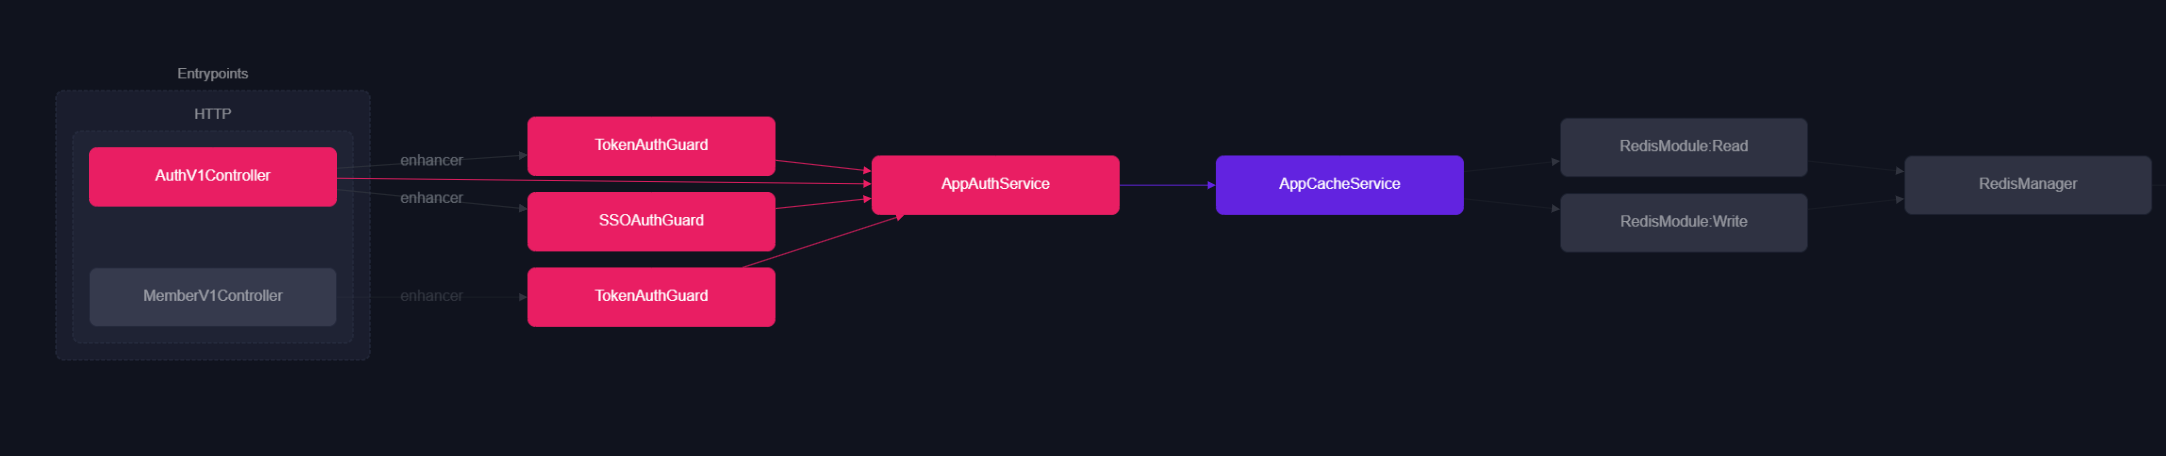 Entrypoints
HTTP
AuthV1Controller
MemberV1Controller
enhancer
enhancer
enhancer
TokenAuthGuard
SSOAuthGuard
TokenAuthGuard
AppAuthService
AppCacheService
RedisModule:Read
RedisModule:Write
RedisManager